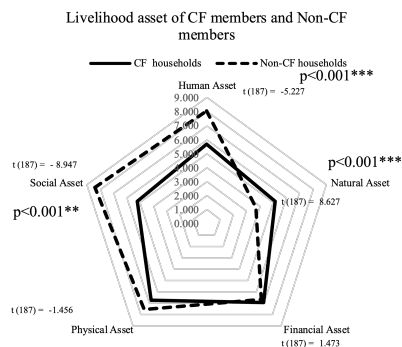 Livelihood asset of CF members and Non-CF
members
CF households
Non-CF households
Human Asset
p<0.001***
t (187) = -5.227
9.000
8.000
7.000
6.000
5.000
4.000
3.000
2.000
1.000
0.000
t (187) = - 8.947
Social Asset
p<0.001**
p<0.001***
Natural Asset
t (187) = 8.627
t (187) = -1.456
Physical Asset
Financial Asset
t (187) = 1.473